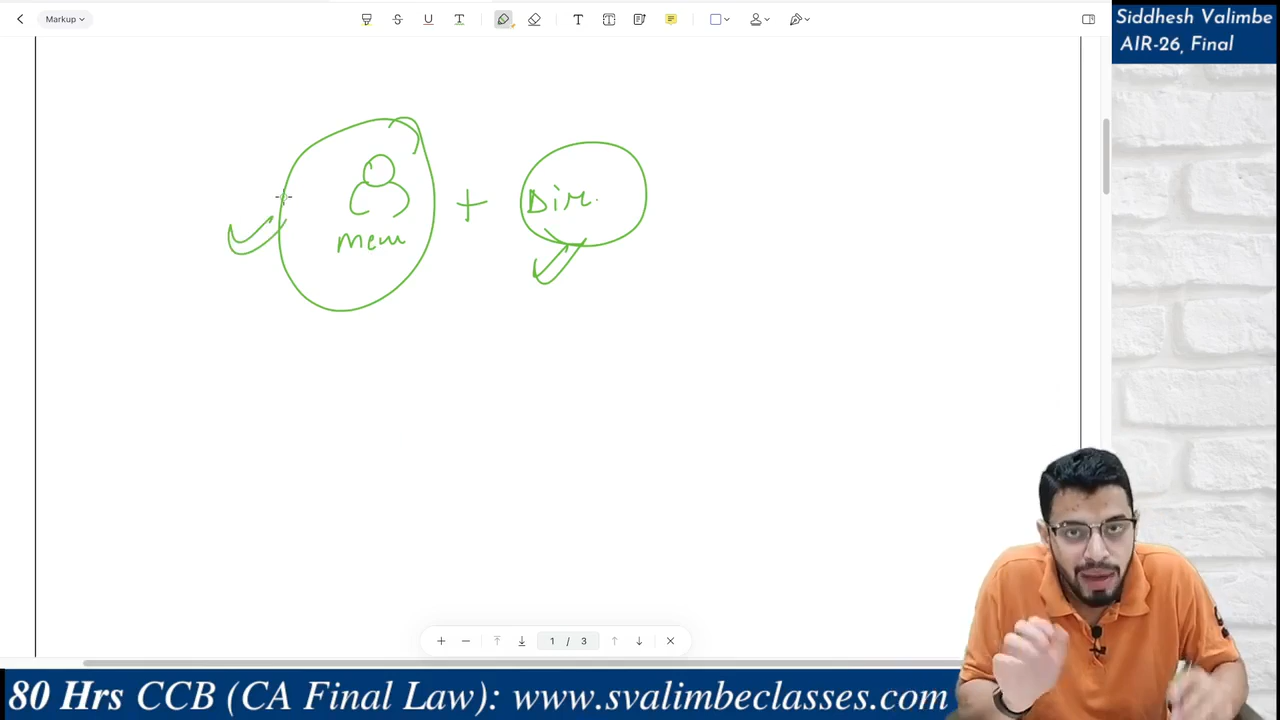 Markup
Siddhesh Valimbe
AIR-26, Final
T
T
mem
+
Dir.
1 / 3
80 Hrs CCB (CA Final Law): www.svalimbeclasses.com